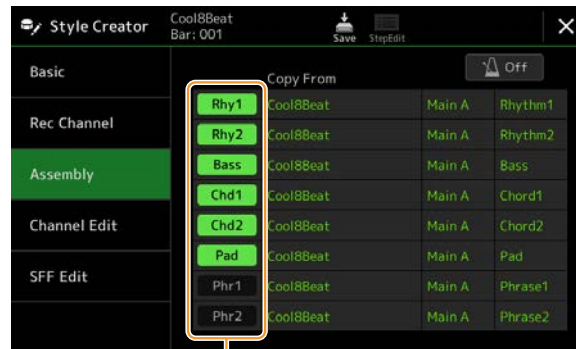 Style Creator
Cool8Beat
Bar: 001
Save
StepEdit
Basic
Rec Channel
Assembly
Channel Edit
SFF Edit
Copy From
Off
Rhy1 Cool8Beat Main A Rhythm1
Rhy2 Cool8Beat Main A Rhythm2
Bass Cool8Beat Main A Bass
Chd1 Cool8Beat Main A Chord1
Chd2 Cool8Beat Main A Chord2
Pad Cool8Beat Main A Pad
Phr1 Cool8Beat Main A Phrase1
Phr2 Cool8Beat Main A Phrase2